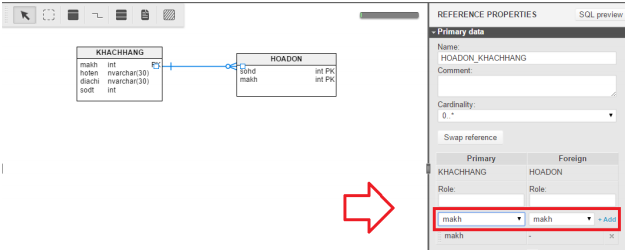 REFERENCE PROPERTIES
SQL preview
Primary data
Name:
HOADON_KHACHHANG
Comment:
Cardinality:
0..*
Swap reference
Primary Foreign
KHACHHANG HOADON
Role: Role:
makh makh + Add
makh - ×
KHACHHANG
makh int PK
hoten nvarchar(30)
diachi nvarchar(30)
sodt int
HOADON
sohd int PK
makh int PK